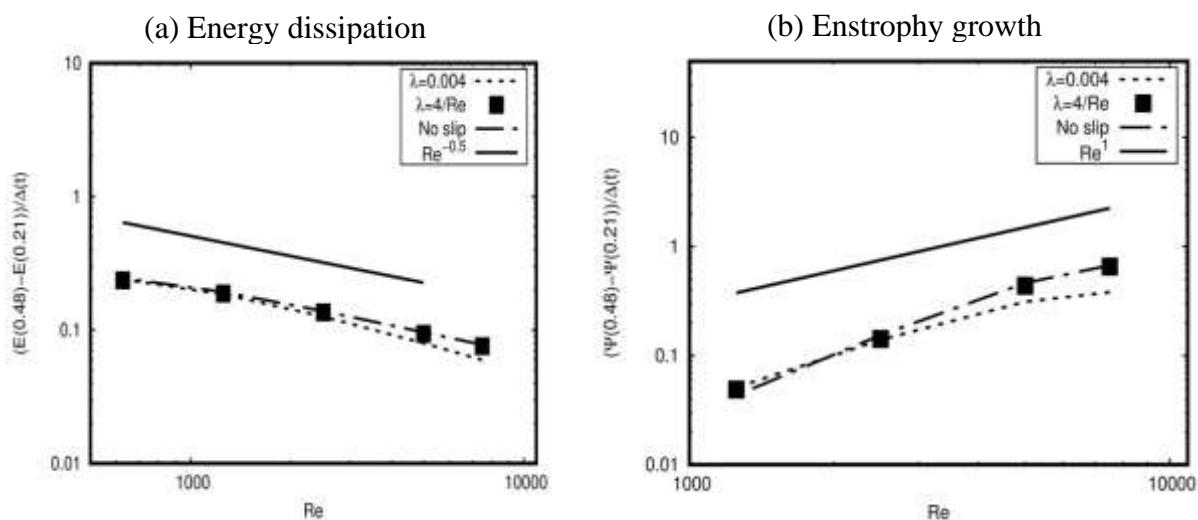 (a) Energy dissipation
10
1
0.1
0.01
1000
10000
Re
(E(0.48)−E(0.21))/Δ(t)
λ=0.004
λ=4/Re
No slip
Re^−0.5
(b) Enstrophy growth
10
1
0.1
0.01
1000
10000
Re
(Ψ(0.48)−Ψ(0.21))/Δ(t)
λ=0.004
λ=4/Re
No slip
Re^1